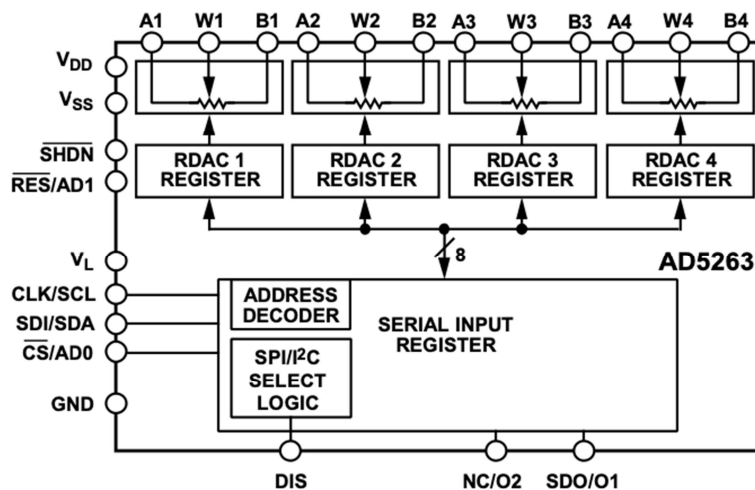 A1 W1 B1 A2 W2 B2 A3 W3 B3 A4 W4 B4
VDD
VSS
SHDN
RES/AD1
RDAC 1
REGISTER
RDAC 2
REGISTER
RDAC 3
REGISTER
RDAC 4
REGISTER
8
AD5263
VL
CLK/SCL
SDI/SDA
CS/AD0
GND
ADDRESS
DECODER
SERIAL INPUT
REGISTER
SPI/I²C
SELECT
LOGIC
DIS
NC/O2
SDO/O1